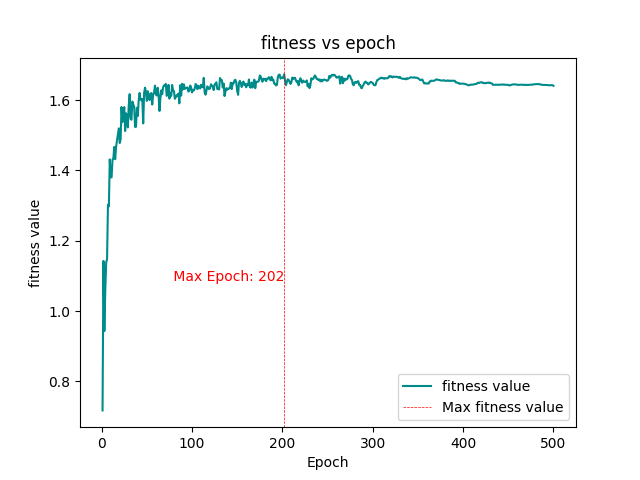 fitness vs epoch
fitness value
1.6
1.4
1.2
1.0
0.8
Max Epoch: 202
fitness value
Max fitness value
0
100
200
300
400
500
Epoch